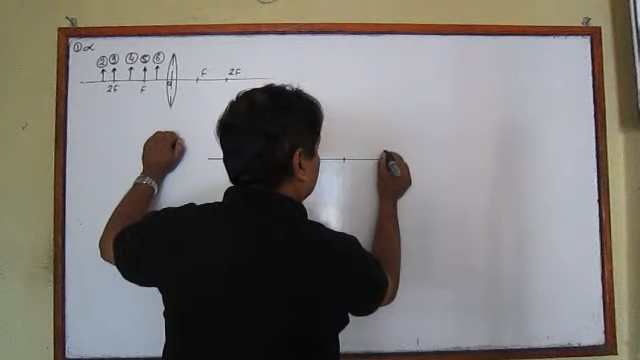 ① ∝
② ③ ④ ⑤ ⑥
F 2F
2F F